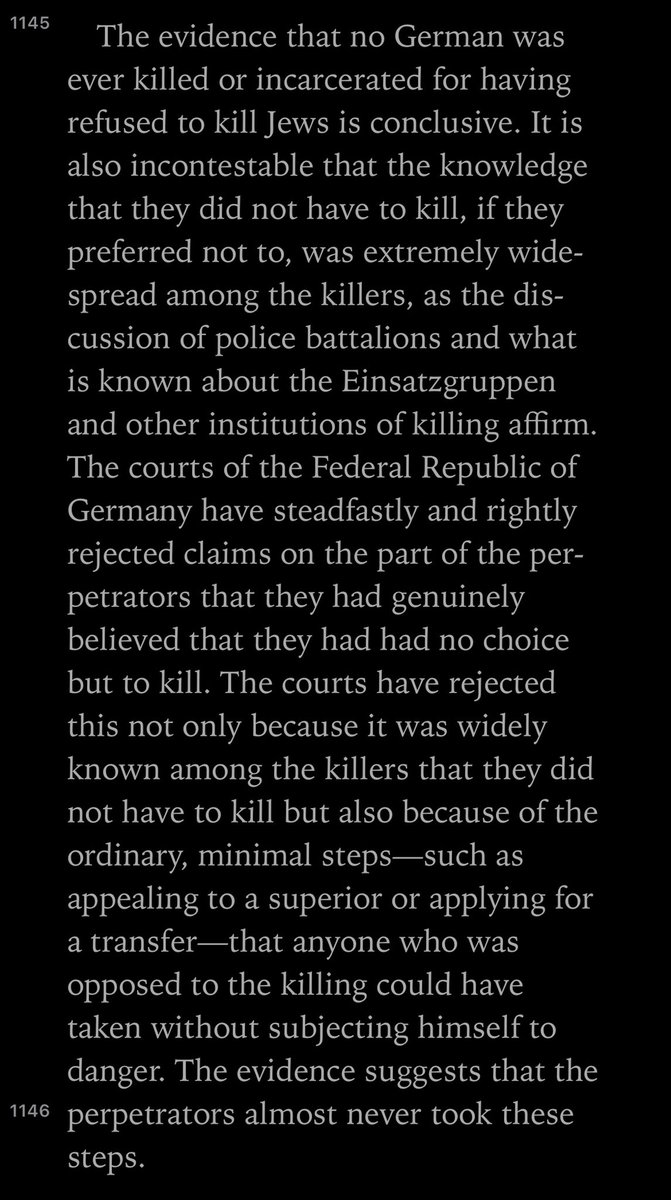 1145
The evidence that no German was
ever killed or incarcerated for having
refused to kill Jews is conclusive. It is
also incontestable that the knowledge
that they did not have to kill, if they
preferred not to, was extremely wide-
spread among the killers, as the dis-
cussion of police battalions and what
is known about the Einsatzgruppen
and other institutions of killing affirm.
The courts of the Federal Republic of
Germany have steadfastly and rightly
rejected claims on the part of the per-
petrators that they had genuinely
believed that they had had no choice
but to kill. The courts have rejected
this not only because it was widely
known among the killers that they did
not have to kill but also because of the
ordinary, minimal steps—such as
appealing to a superior or applying for
a transfer—that anyone who was
opposed to the killing could have
taken without subjecting himself to
danger. The evidence suggests that the
1146 perpetrators almost never took these
steps.